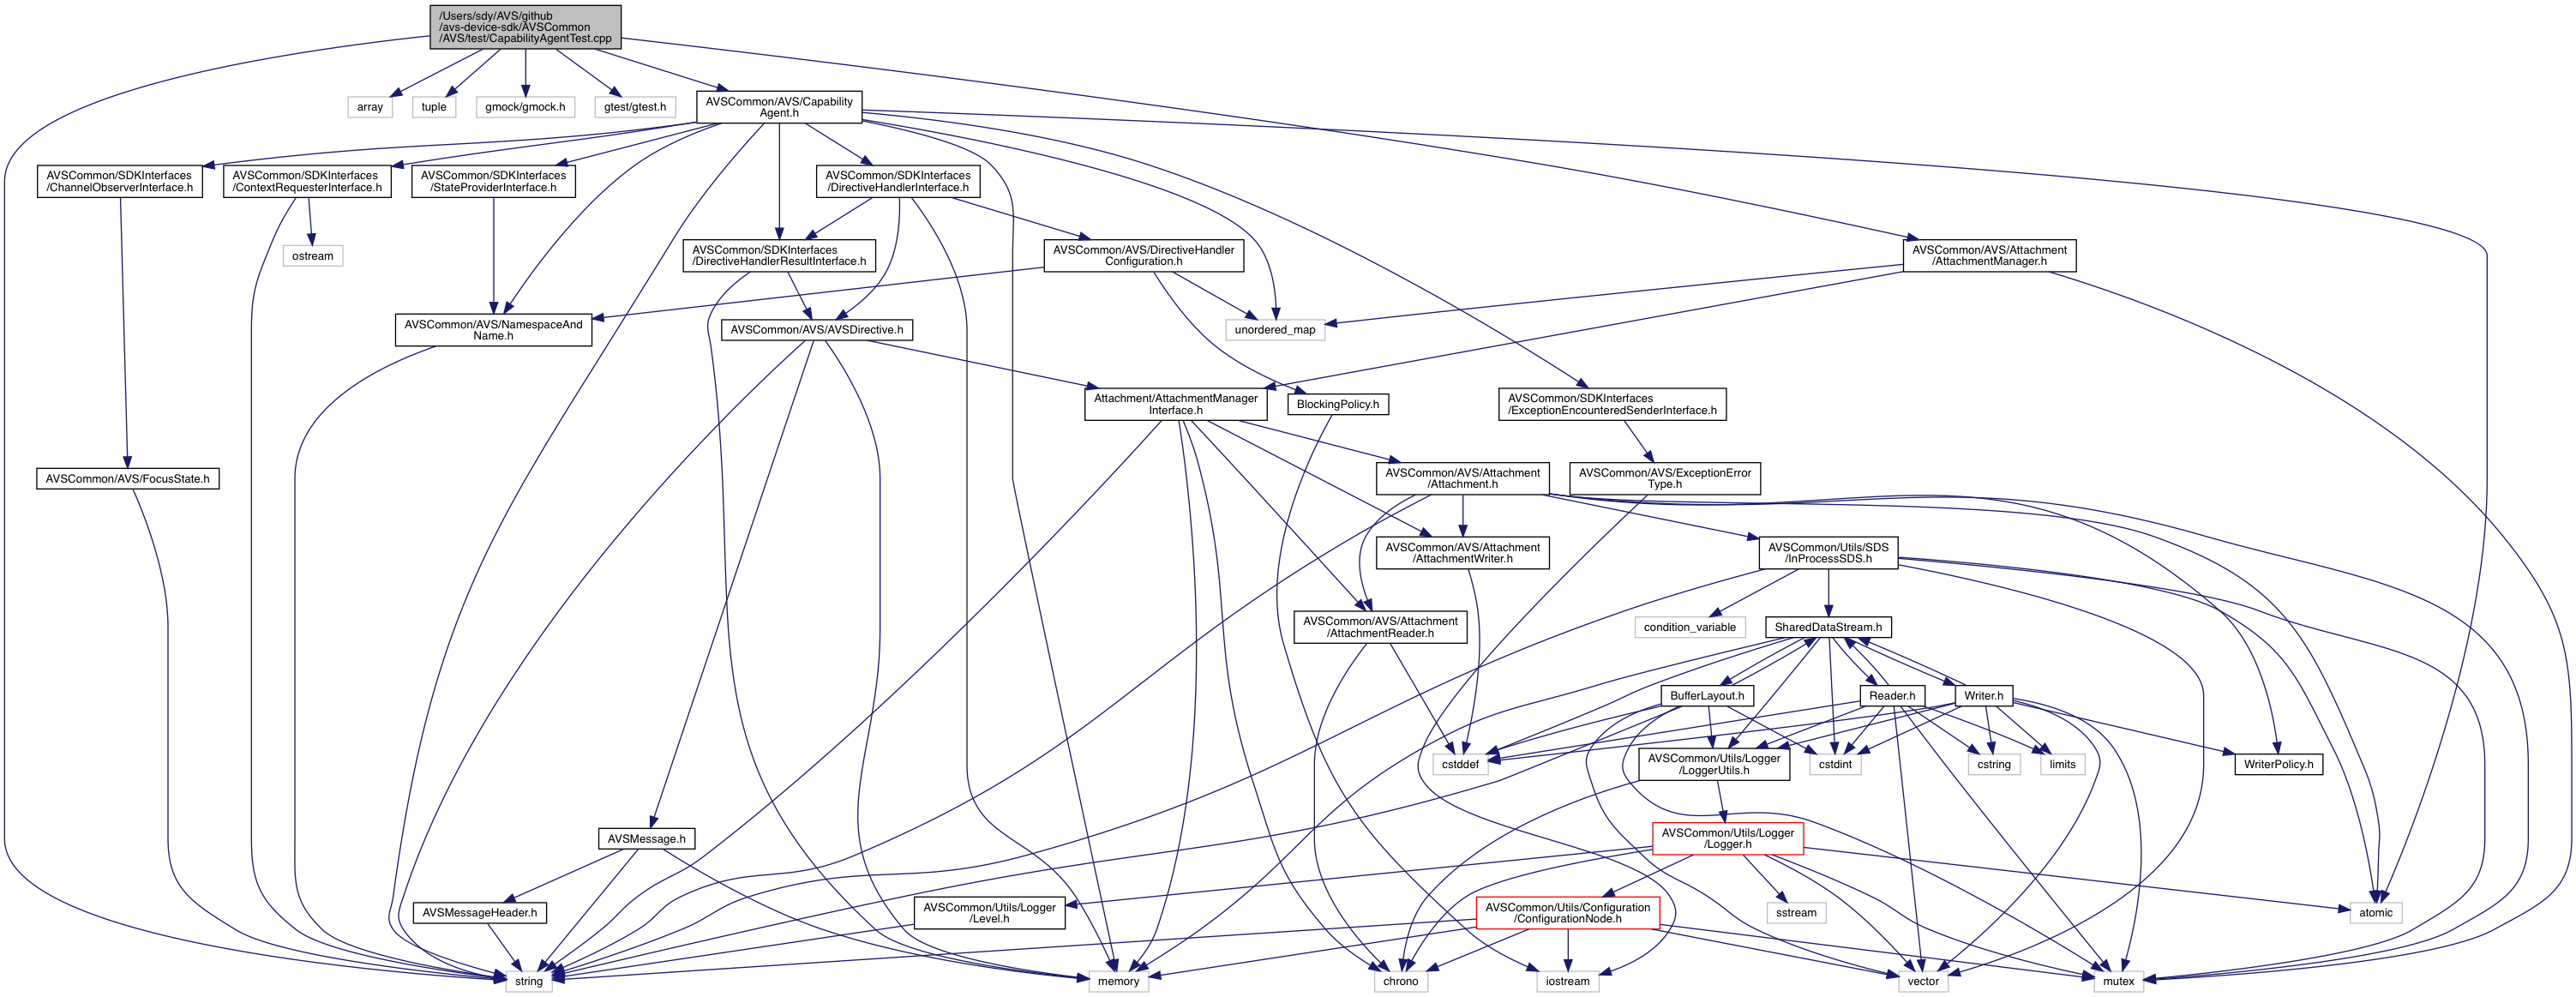 /Users/sdy/AVS/github
/avs-device-sdk/AVSCommon
/AVS/test/CapabilityAgentTest.cpp
array
tuple
gmock/gmock.h
gtest/gtest.h
AVSCommon/AVS/Capability
Agent.h
AVSCommon/SDKInterfaces
/ChannelObserverInterface.h
AVSCommon/SDKInterfaces
/ContextRequesterInterface.h
AVSCommon/SDKInterfaces
/StateProviderInterface.h
AVSCommon/SDKInterfaces
/DirectiveHandlerInterface.h
ostream
AVSCommon/SDKInterfaces
/DirectiveHandlerResultInterface.h
AVSCommon/AVS/DirectiveHandler
Configuration.h
AVSCommon/AVS/Attachment
/AttachmentManager.h
AVSCommon/AVS/NamespaceAnd
Name.h
AVSCommon/AVS/AVSDirective.h
unordered_map
Attachment/AttachmentManager
Interface.h
BlockingPolicy.h
AVSCommon/SDKInterfaces
/ExceptionEncounteredSenderInterface.h
AVSCommon/AVS/FocusState.h
AVSCommon/AVS/Attachment
/Attachment.h
AVSCommon/AVS/ExceptionError
Type.h
AVSCommon/AVS/Attachment
/AttachmentWriter.h
AVSCommon/Utils/SDS
/InProcessSDS.h
AVSCommon/AVS/Attachment
/AttachmentReader.h
condition_variable
SharedDataStream.h
BufferLayout.h
Reader.h
Writer.h
cstddef
AVSCommon/Utils/Logger
/LoggerUtils.h
cstdint
cstring
limits
WriterPolicy.h
AVSMessage.h
AVSCommon/Utils/Logger
/Logger.h
AVSMessageHeader.h
AVSCommon/Utils/Logger
/Level.h
AVSCommon/Utils/Configuration
/ConfigurationNode.h
sstream
atomic
string
memory
chrono
iostream
vector
mutex